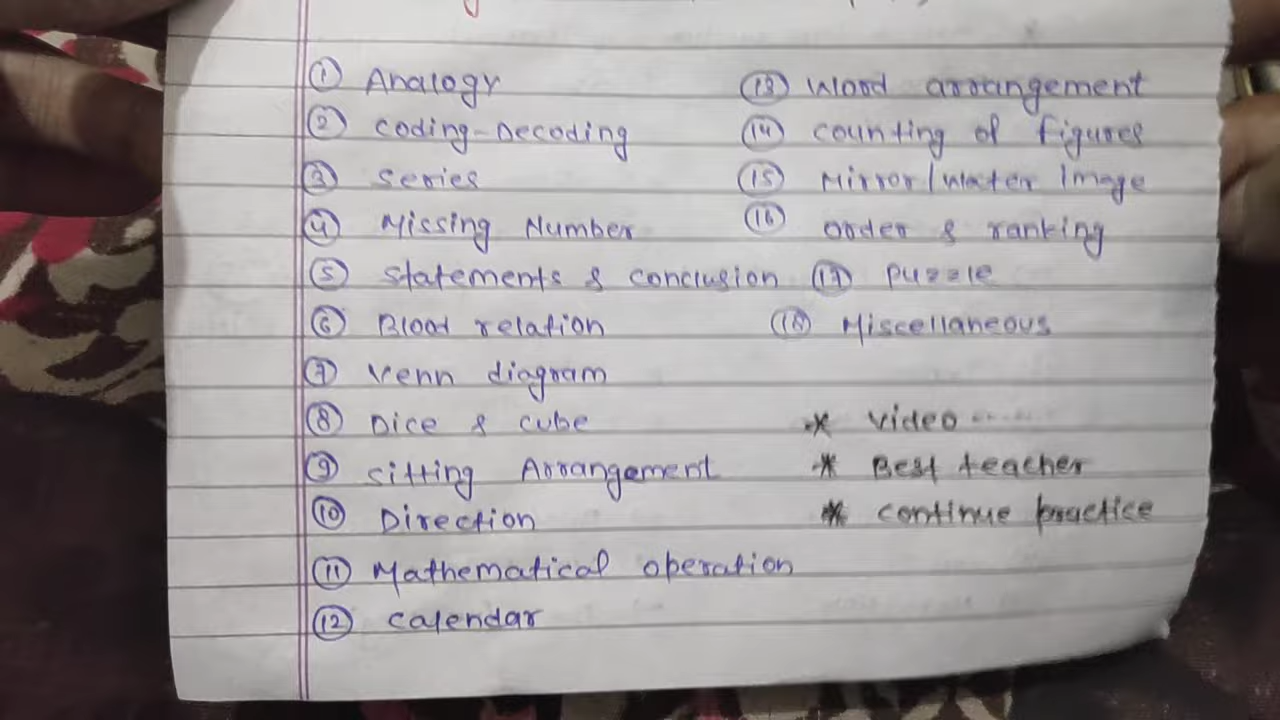 ① Analogy
② Coding-Decoding
③ Series
④ Missing Number
⑤ Statements & conclusion
⑥ Blood relation
⑦ Venn diagram
⑧ Dice & cube
⑨ Sitting Arrangement
⑩ Direction
⑪ Mathematical operation
⑫ Calendar
⑬ Word arrangement
⑭ Counting of figures
⑮ Mirror/Water Image
⑯ Order & ranking
⑰ Puzzle
⑱ Miscellaneous
* Video
* Best teacher
* Continue practice